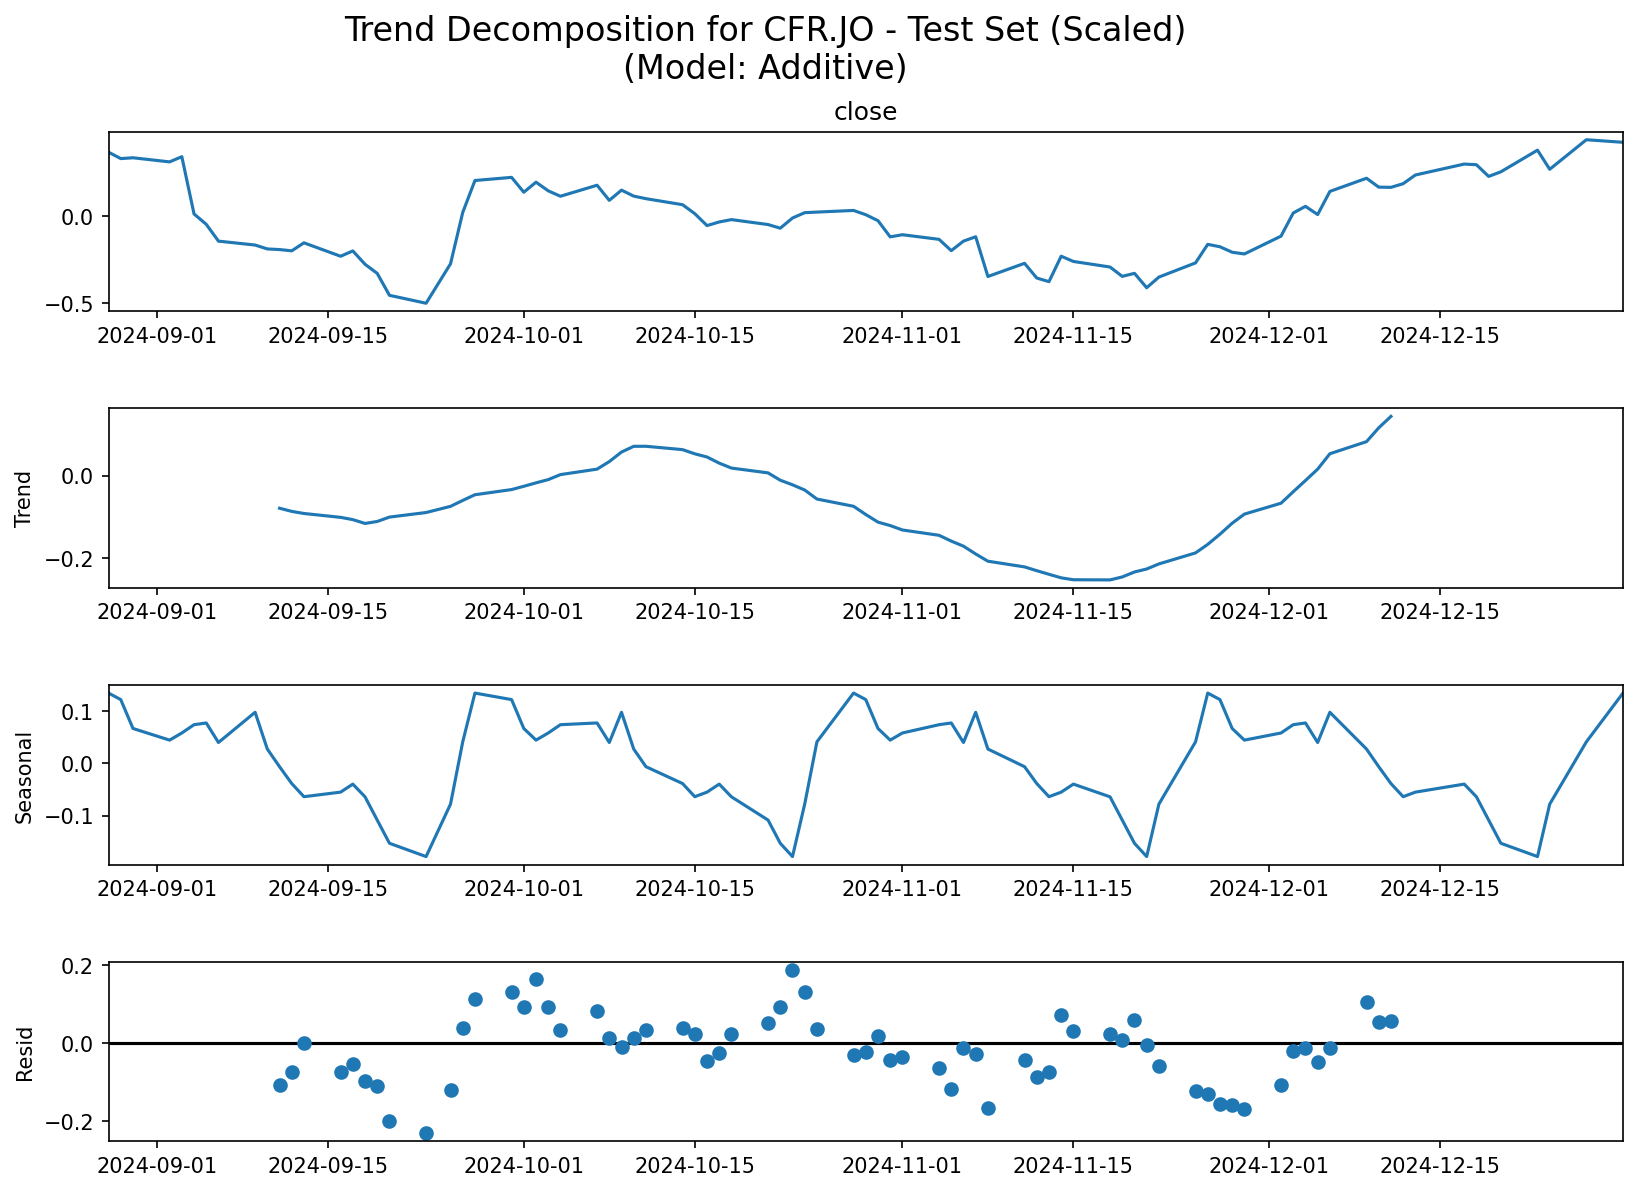 Trend Decomposition for CFR.JO - Test Set (Scaled)
(Model: Additive)
close
0.0
−0.5
2024-09-01 2024-09-15 2024-10-01 2024-10-15 2024-11-01 2024-11-15 2024-12-01 2024-12-15
Trend
0.0
−0.2
2024-09-01 2024-09-15 2024-10-01 2024-10-15 2024-11-01 2024-11-15 2024-12-01 2024-12-15
Seasonal
0.1
0.0
−0.1
2024-09-01 2024-09-15 2024-10-01 2024-10-15 2024-11-01 2024-11-15 2024-12-01 2024-12-15
Resid
0.2
0.0
−0.2
2024-09-01 2024-09-15 2024-10-01 2024-10-15 2024-11-01 2024-11-15 2024-12-01 2024-12-15